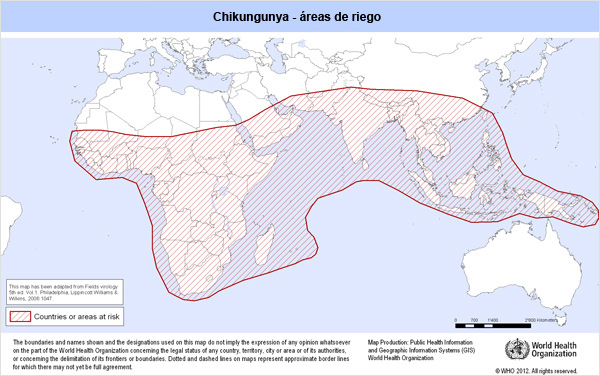 Chikungunya - áreas de riego
This map has been adapted from Fields virology
5th ed. Vol 1. Philadelphia, Lippincott Williams &
Wilkins, 2006:1047.
Countries or areas at risk
0 700 1'400 2'800 Kilometers
The boundaries and names shown and the designations used on this map do not imply the expression of any opinion whatsoever
on the part of the World Health Organization concerning the legal status of any country, territory, city or area or of its authorities,
or concerning the delimitation of its frontiers or boundaries. Dotted and dashed lines on maps represent approximate border lines
for which there may not yet be full agreement.
Map Production: Public Health Information
and Geographic Information Systems (GIS)
World Health Organization
World Health
Organization
© WHO 2012. All rights reserved.